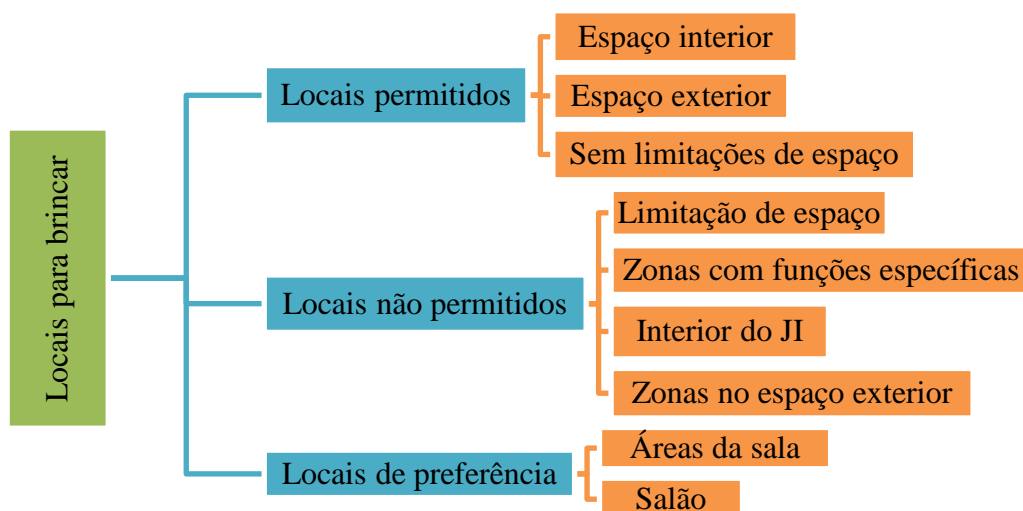 Locais para brincar
Locais permitidos
Espaço interior
Espaço exterior
Sem limitações de espaço
Locais não permitidos
Limitação de espaço
Zonas com funções específicas
Interior do JI
Zonas no espaço exterior
Locais de preferência
Áreas da sala
Salão